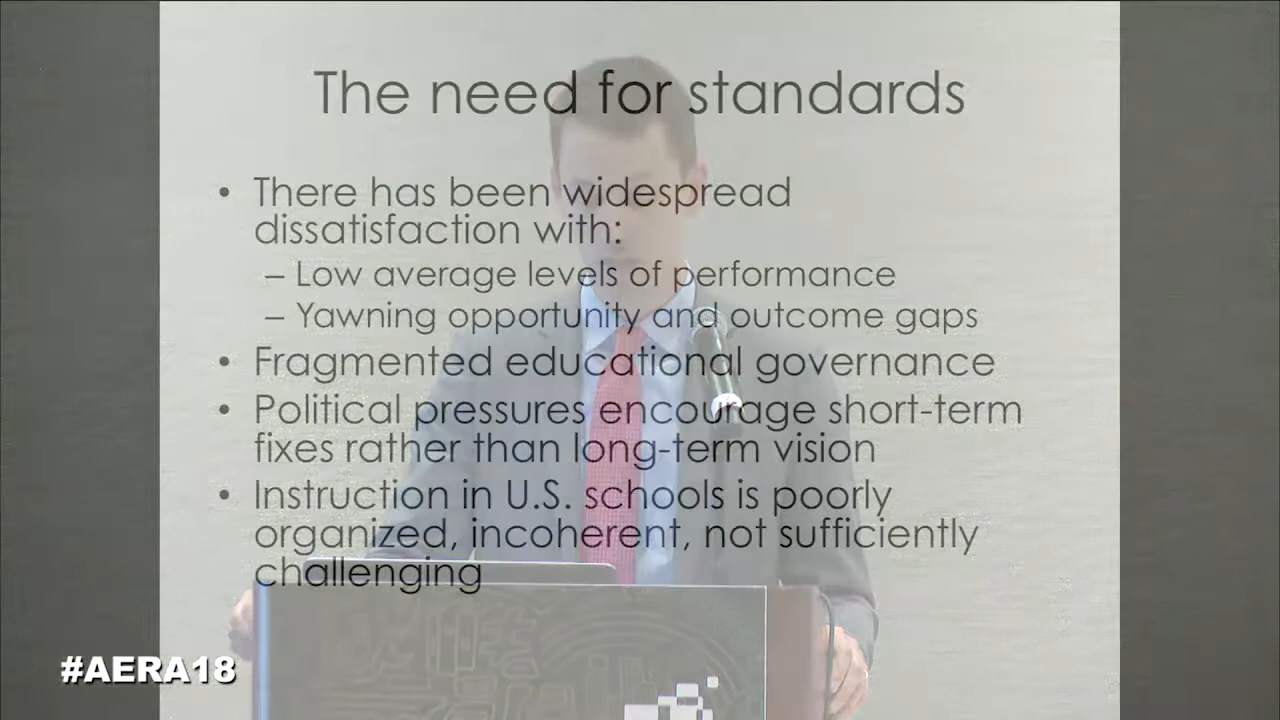 The need for standards
• There has been widespread
dissatisfaction with:
– Low average levels of performance
– Yawning opportunity and outcome gaps
• Fragmented educational governance
• Political pressures encourage short-term
fixes rather than long-term vision
• Instruction in U.S. schools is poorly
organized, incoherent, not sufficiently
challenging
#AERA18